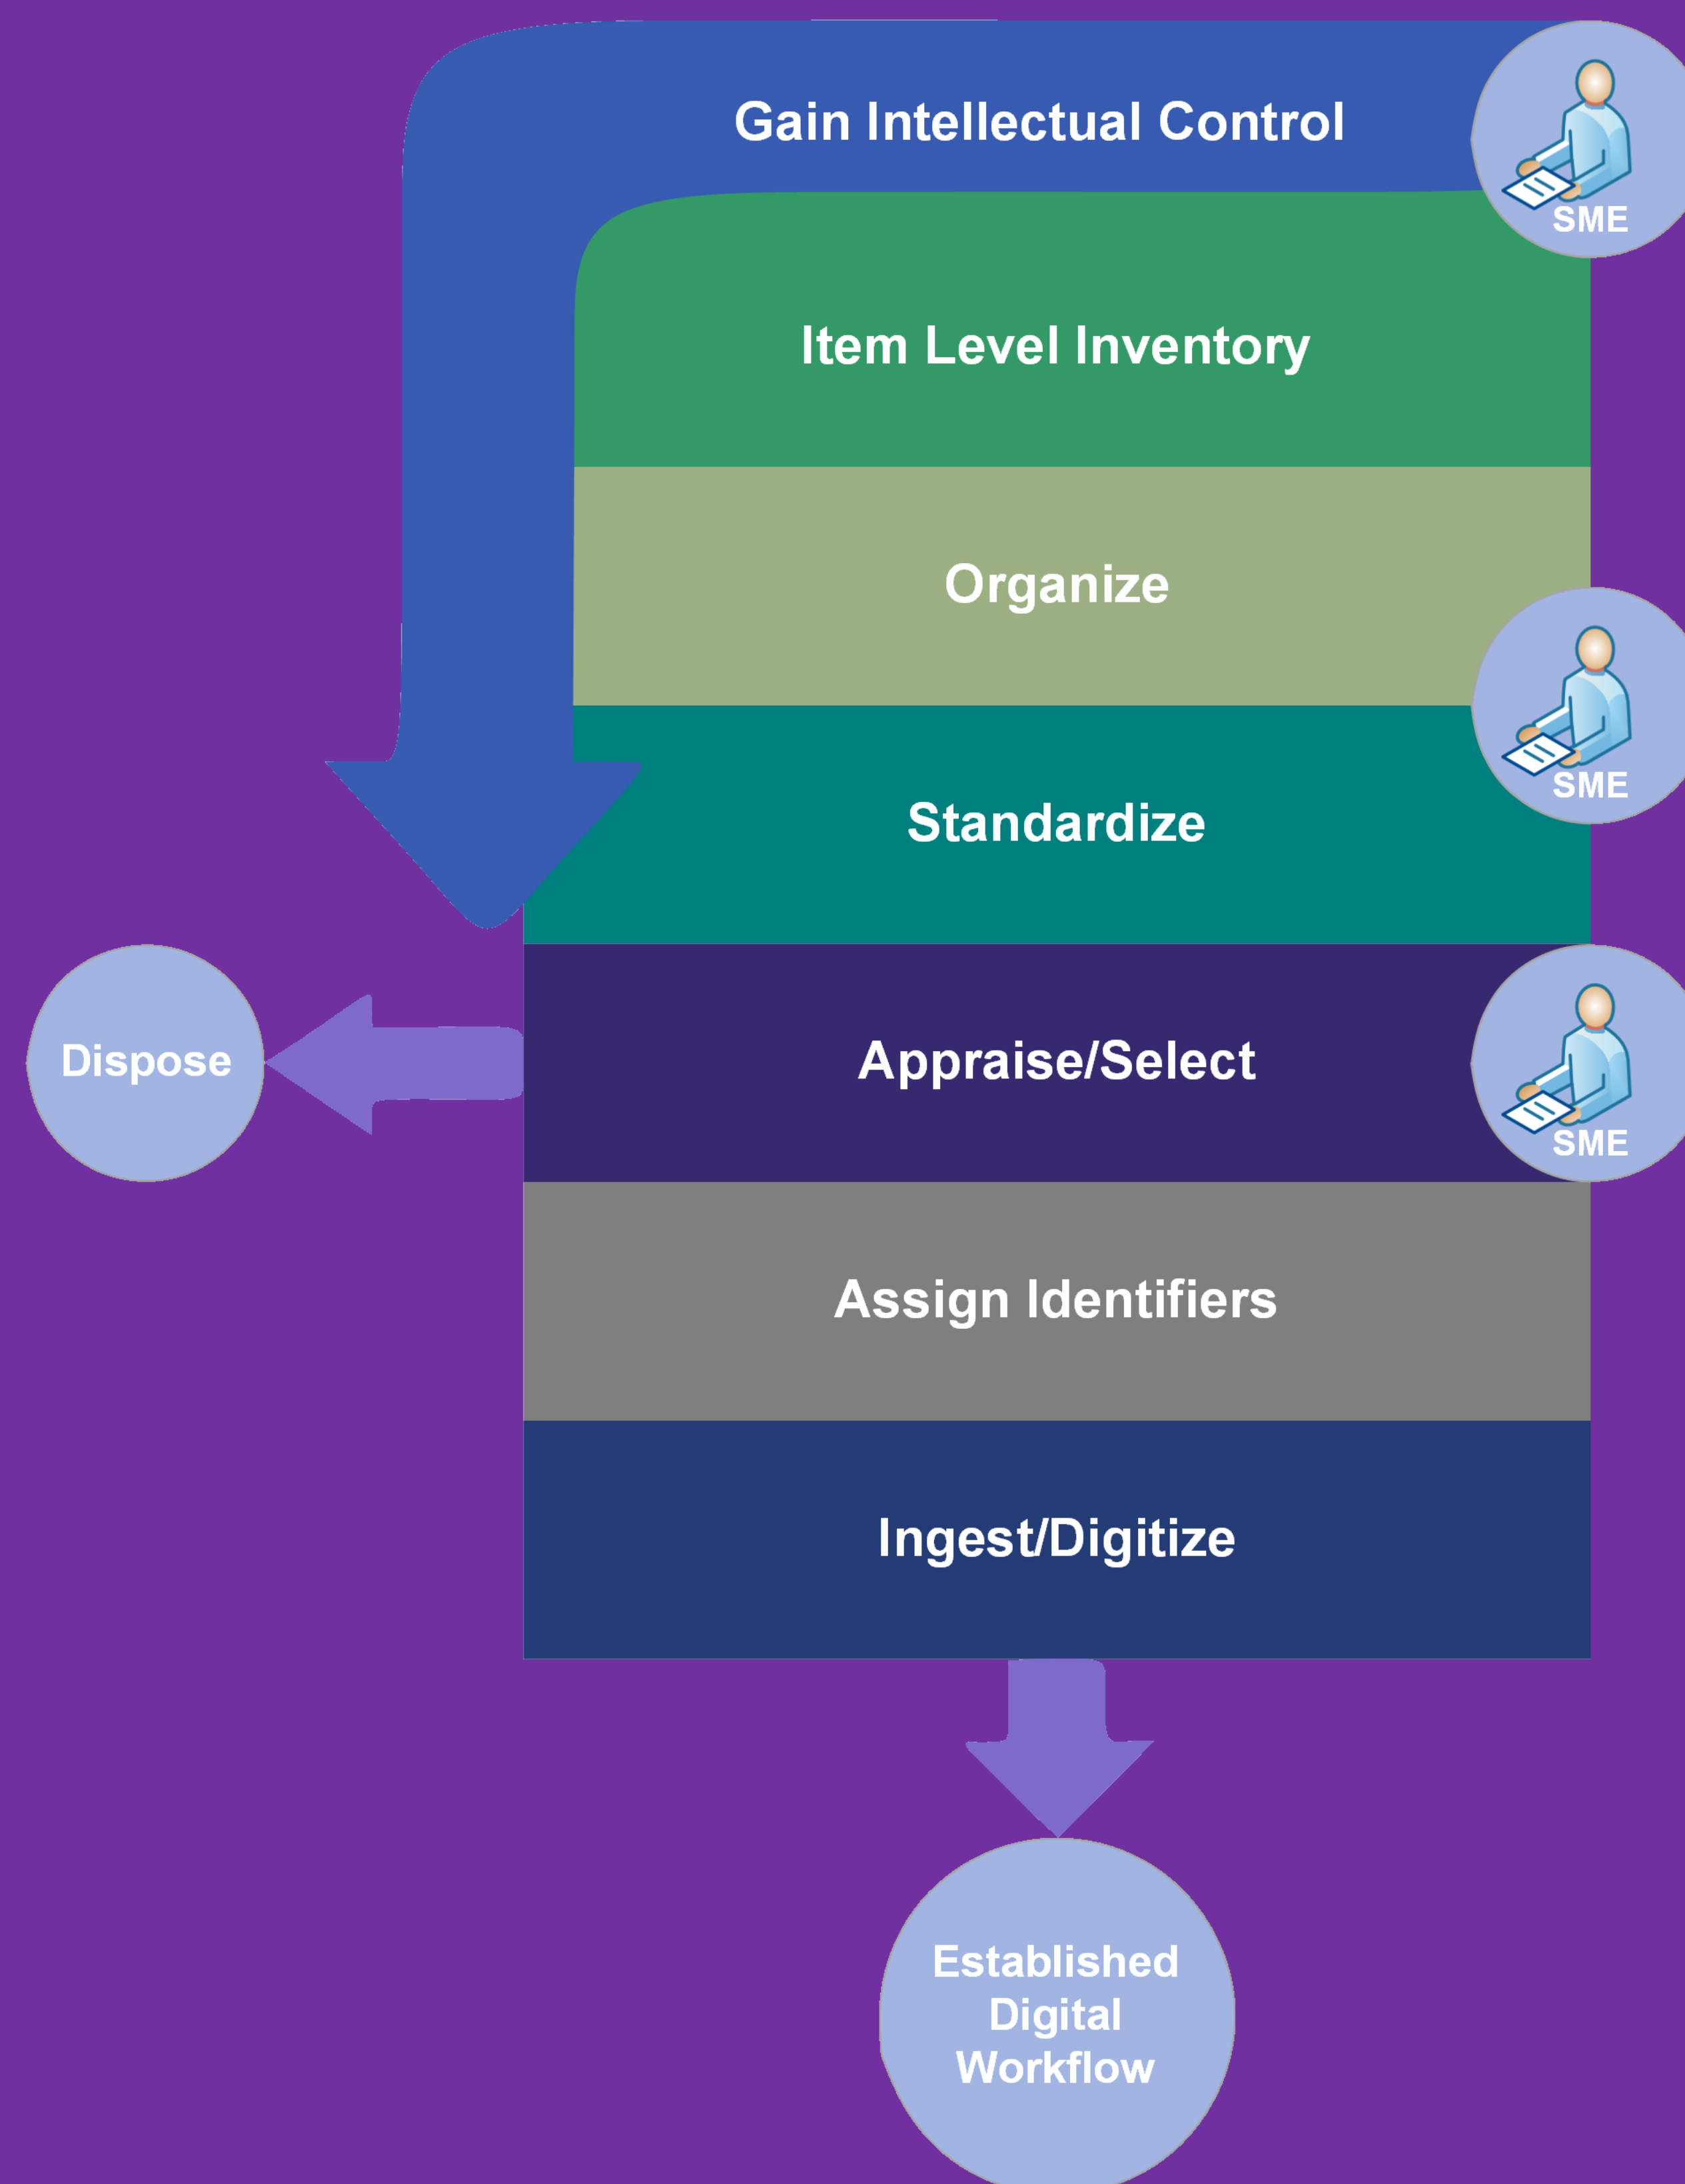 Gain Intellectual Control
SME
Item Level Inventory
Organize
SME
Standardize
Dispose
Appraise/Select
SME
Assign Identifiers
Ingest/Digitize
Established
Digital
Workflow